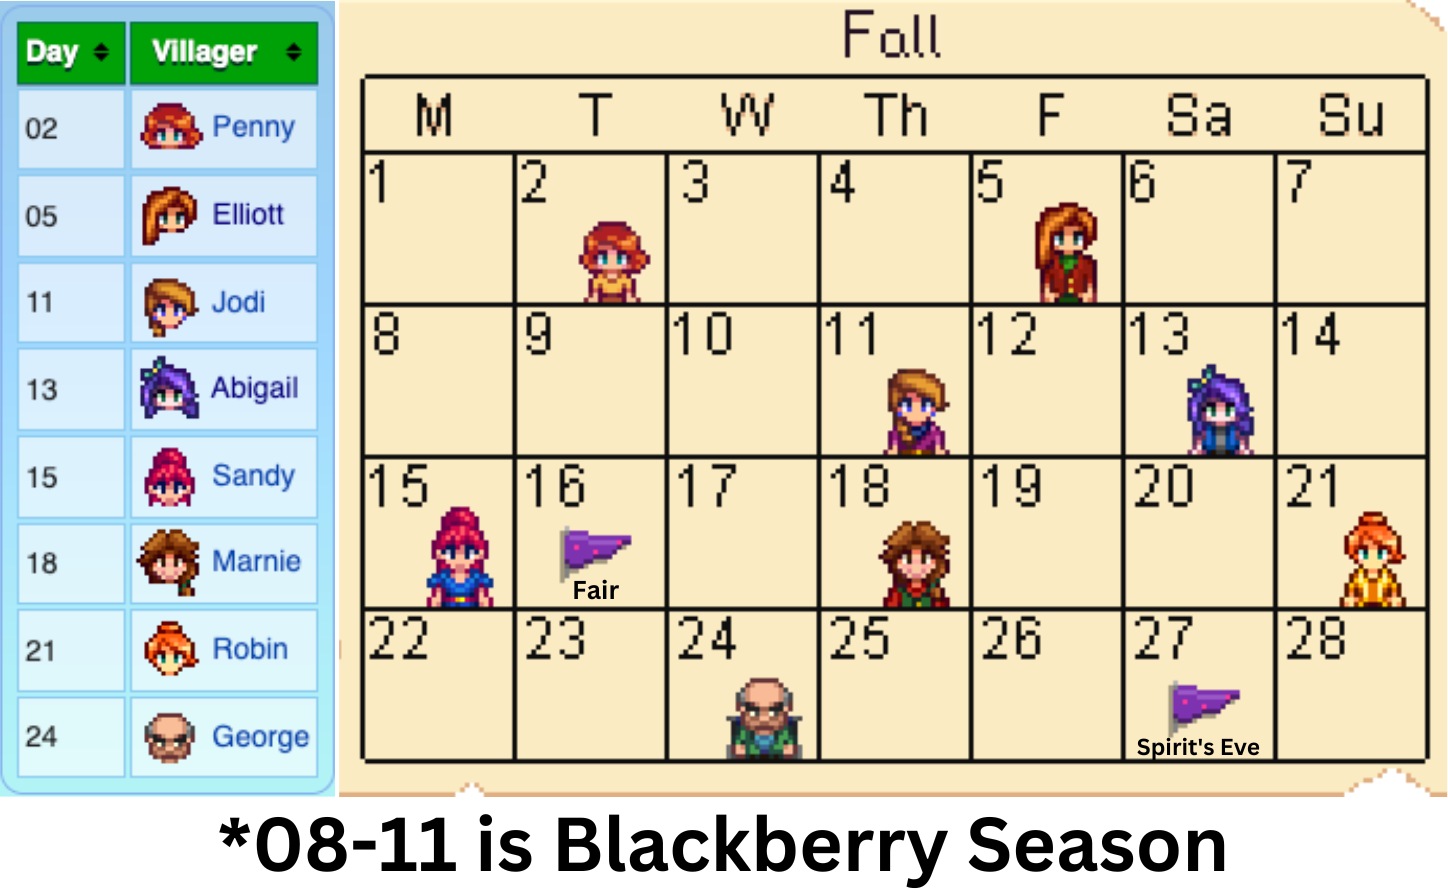 Day Villager
02 Penny
05 Elliott
11 Jodi
13 Abigail
15 Sandy
18 Marnie
21 Robin
24 George
Fall
M T W Th F Sa Su
1 2 3 4 5 6 7
8 9 10 11 12 13 14
15 16 17 18 19 20 21
Fair
22 23 24 25 26 27 28
Spirit's Eve
*08-11 is Blackberry Season